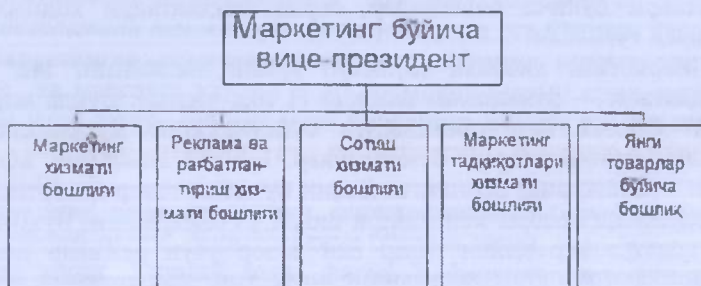 Маркетинг бўйича
вице-президент
Маркетинг
хизмати
бошлиғи
Реклама ва
рағбатлан-
тириш хиз-
мати бошлиғи
Сотиш
хизмати
бошлиғи
Маркетинг
тадқиқотлари
хизмати
бошлиғи
Янги
товарлар
бўйича
бошлиқ